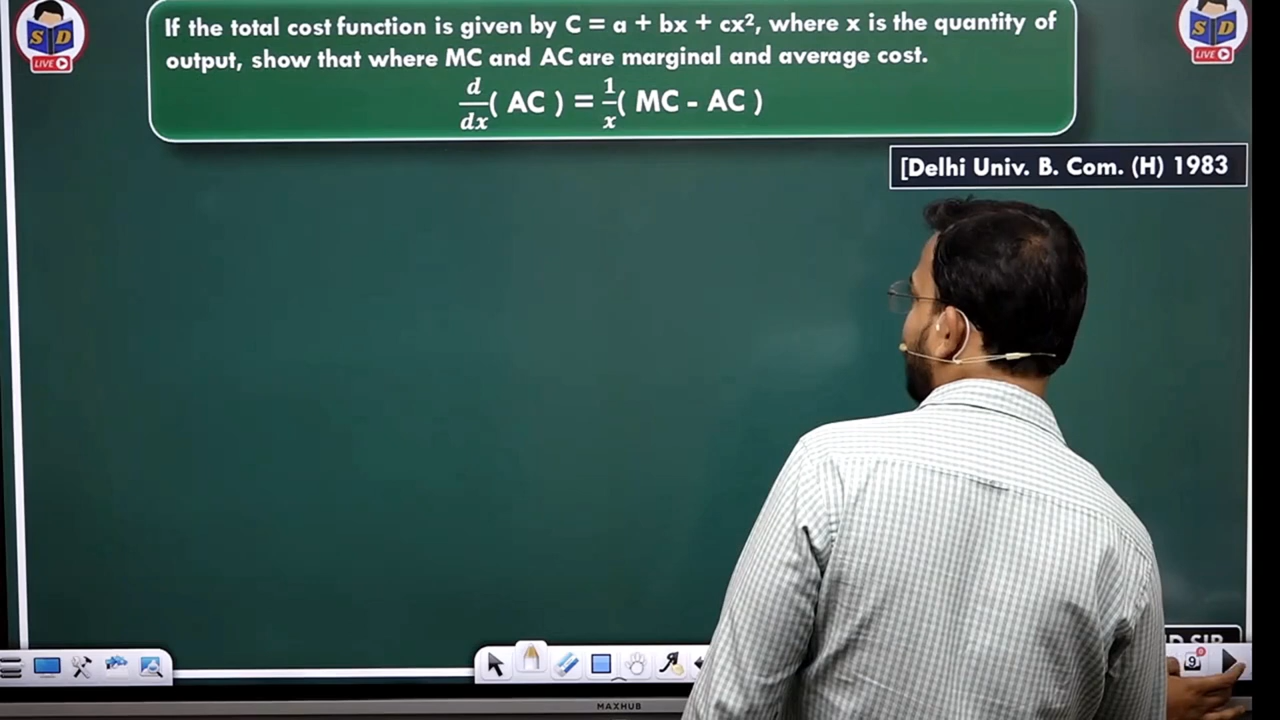 If the total cost function is given by C = a + bx + cx², where x is the quantity of
output, show that where MC and AC are marginal and average cost.
d/dx ( AC ) = 1/x ( MC - AC )
[Delhi Univ. B. Com. (H) 1983
SD
LIVE
SD
LIVE
D SIR
9
MAXHUB